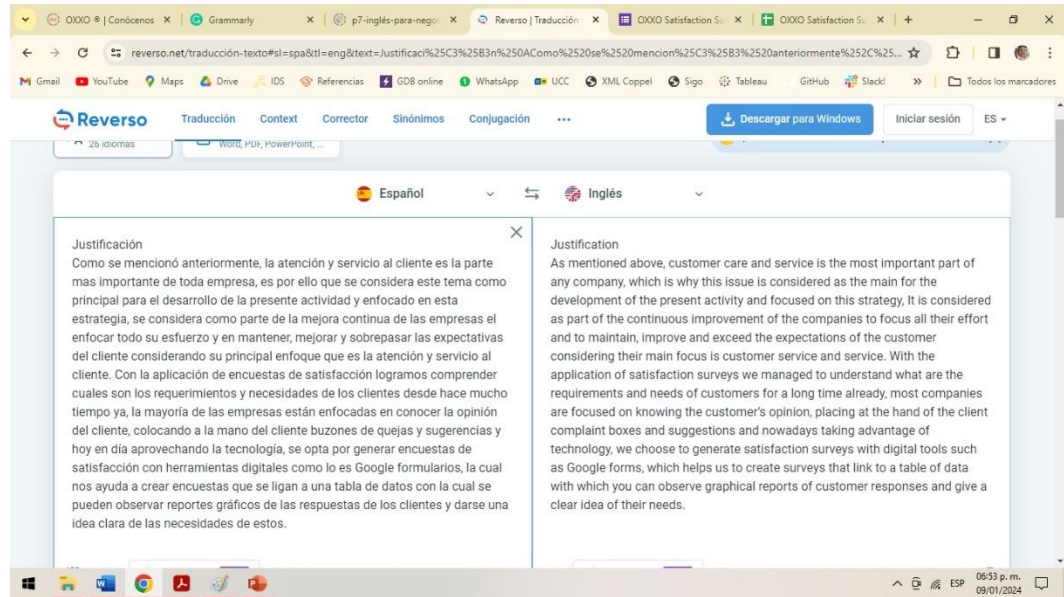 OXXO ® | Conócenos
Grammarly
p7-inglés-para-nego
Reverso | Traducción
OXXO Satisfaction Su
OXXO Satisfaction Su
reverso.net/traducción-texto#sl=spa&tl=eng&text=Justificaci%25C3%25B3n%250AComo%2520se%2520mencion%25C3%25B3%2520anteriormente%252C%25...
Gmail
YouTube
Maps
Drive
IDS
Referencias
GDB online
WhatsApp
UCC
XML Coppel
Sigo
Tableau
GitHub
Slack!
»
Todos los marcadores
Reverso
Traducción
Context
Corrector
Sinónimos
Conjugación
...
Descargar para Windows
Iniciar sesión
ES
26 idiomas
Word, PDF, PowerPoint, ...
Español
Inglés
Justificación
Como se mencionó anteriormente, la atención y servicio al cliente es la parte
mas importante de toda empresa, es por ello que se considera este tema como
principal para el desarrollo de la presente actividad y enfocado en esta
estrategia, se considera como parte de la mejora continua de las empresas el
enfocar todo su esfuerzo y en mantener, mejorar y sobrepasar las expectativas
del cliente considerando su principal enfoque que es la atención y servicio al
cliente. Con la aplicación de encuestas de satisfacción logramos comprender
cuales son los requerimientos y necesidades de los clientes desde hace mucho
tiempo ya, la mayoría de las empresas están enfocadas en conocer la opinión
del cliente, colocando a la mano del cliente buzones de quejas y sugerencias y
hoy en día aprovechando la tecnología, se opta por generar encuestas de
satisfacción con herramientas digitales como lo es Google formularios, la cual
nos ayuda a crear encuestas que se ligan a una tabla de datos con la cual se
pueden observar reportes gráficos de las respuestas de los clientes y darse una
idea clara de las necesidades de estos.
Justification
As mentioned above, customer care and service is the most important part of
any company, which is why this issue is considered as the main for the
development of the present activity and focused on this strategy, It is considered
as part of the continuous improvement of the companies to focus all their effort
and to maintain, improve and exceed the expectations of the customer
considering their main focus is customer service and service. With the
application of satisfaction surveys we managed to understand what are the
requirements and needs of customers for a long time already, most companies
are focused on knowing the customer's opinion, placing at the hand of the client
complaint boxes and suggestions and nowadays taking advantage of
technology, we choose to generate satisfaction surveys with digital tools such
as Google forms, which helps us to create surveys that link to a table of data
with which you can observe graphical reports of customer responses and give a
clear idea of their needs.
ESP
06:53 p. m.
09/01/2024